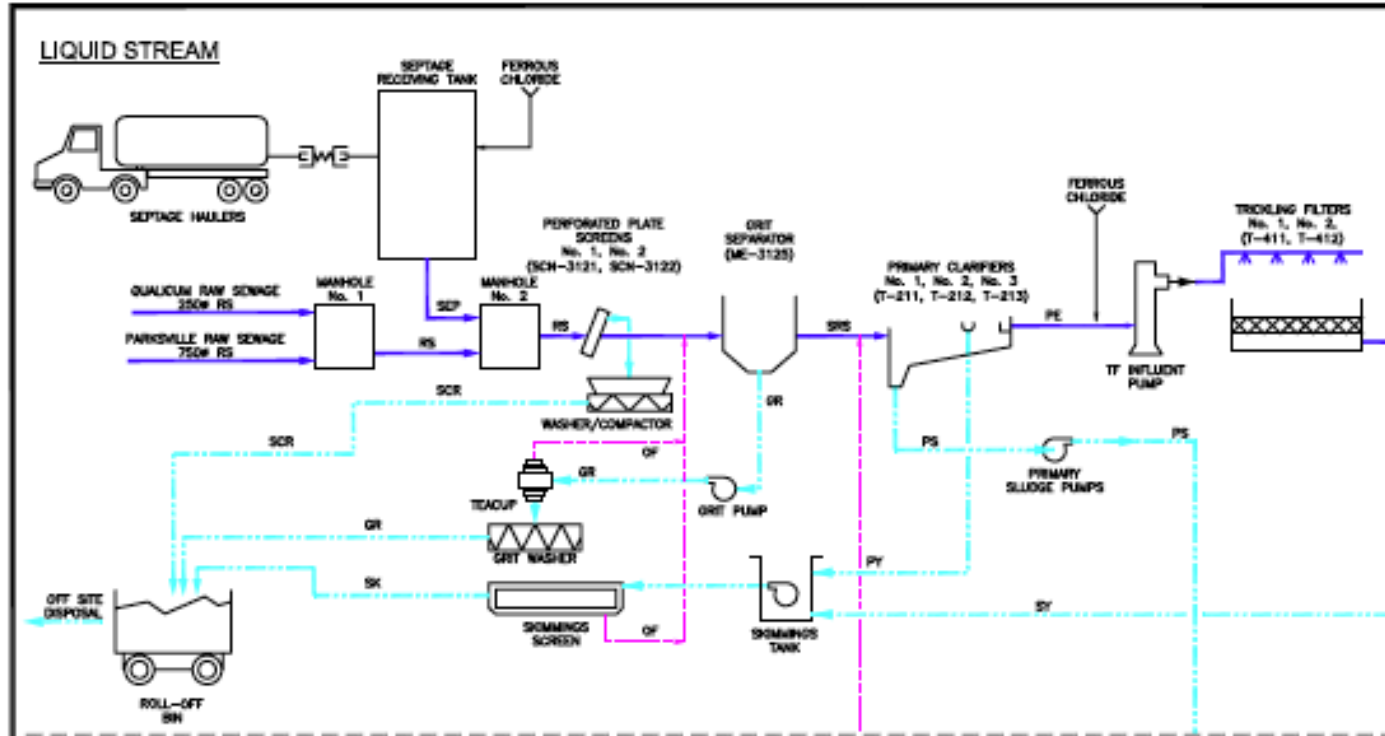 LIQUID STREAM
SEPTAGE
RECEIVING TANK
FERROUS
CHLORIDE
SEPTAGE HAULERS
PERFORATED PLATE
SCREENS
No. 1, No. 2
(SCN-3121, SCN-3122)
GRIT
SEPARATOR
(ME-3125)
FERROUS
CHLORIDE
TRICKLING FILTERS
No. 1, No. 2,
(T-411, T-412)
PRIMARY CLARIFIERS
No. 1, No. 2, No. 3
(T-211, T-212, T-213)
QUALICUM RAW SEWAGE
250ø RS
MANHOLE
No. 1
SEP
MANHOLE
No. 2
RS
SRS
PE
PARKSVILLE RAW SEWAGE
750ø RS
RS
TF INFLUENT
PUMP
SCR
WASHER/COMPACTOR
GR
SCR
OF
PS
PS
PRIMARY
SLUDGE PUMPS
GR
TEACUP
GRIT PUMP
GR
GRIT WASHER
PY
SK
SY
OFF SITE
DISPOSAL
SKIMMINGS
SCREEN
OF
SKIMMINGS
TANK
ROLL-OFF
BIN